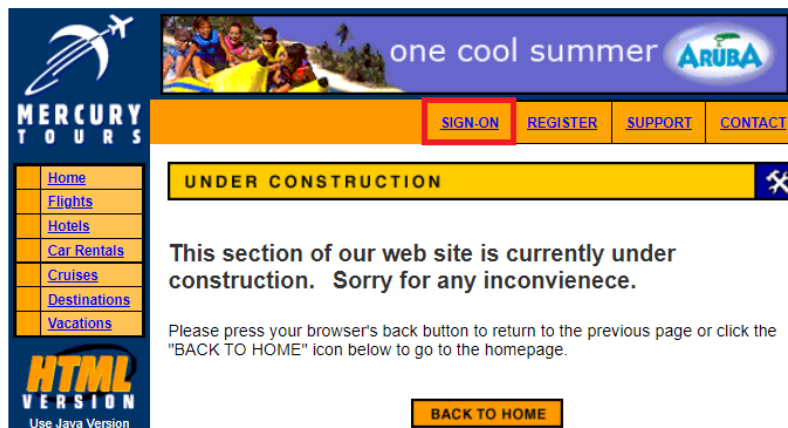 one cool summer ARUBA
MERCURY
TOURS
SIGN-ON REGISTER SUPPORT CONTACT
Home
Flights
Hotels
Car Rentals
Cruises
Destinations
Vacations
HTML
VERSION
Use Java Version
UNDER CONSTRUCTION
This section of our web site is currently under
construction. Sorry for any inconvienece.
Please press your browser's back button to return to the previous page or click the
"BACK TO HOME" icon below to go to the homepage.
BACK TO HOME